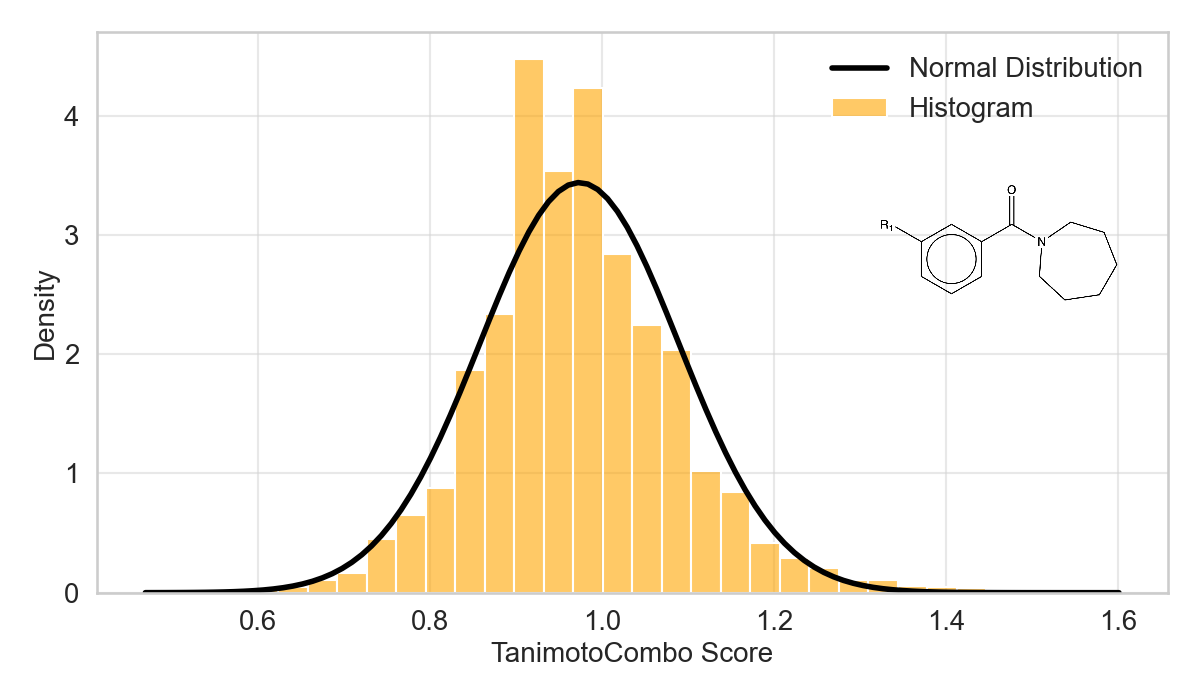 Normal Distribution
Histogram
4
3
2
1
0
Density
O
R1
N
0.6 0.8 1.0 1.2 1.4 1.6
TanimotoCombo Score